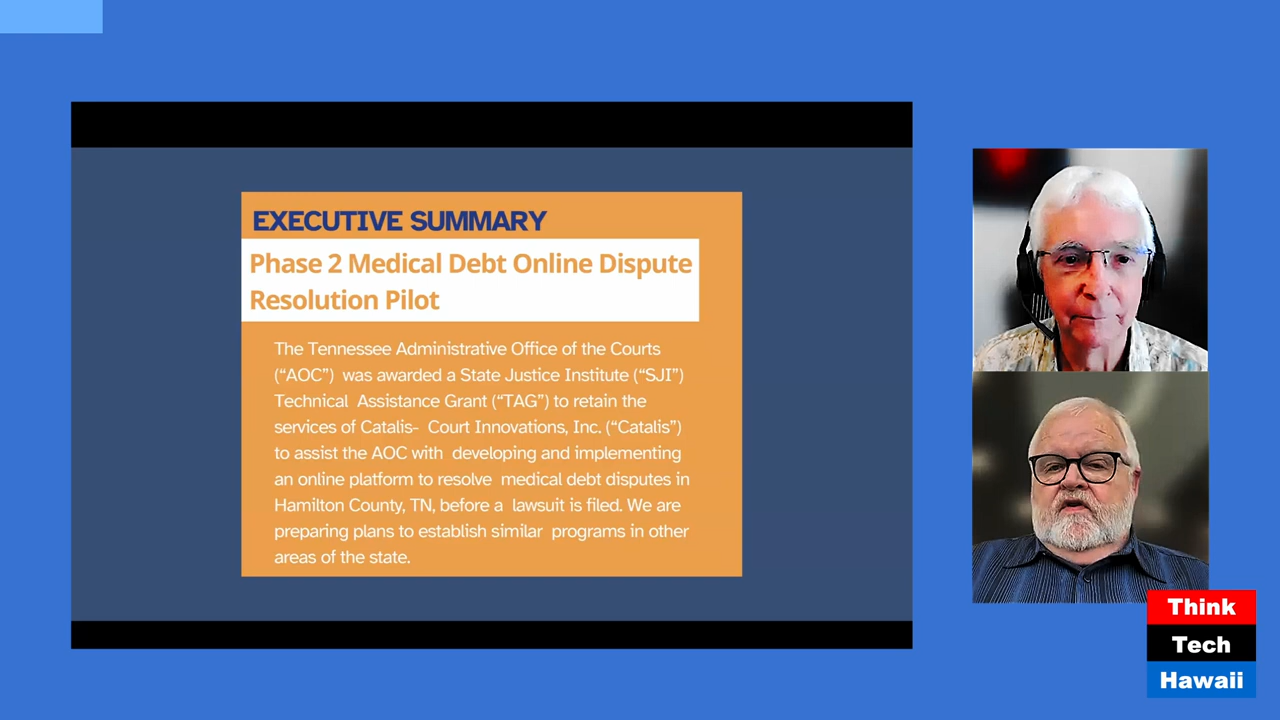 EXECUTIVE SUMMARY
Phase 2 Medical Debt Online Dispute
Resolution Pilot
The Tennessee Administrative Office of the Courts
(“AOC”) was awarded a State Justice Institute (“SJI”)
Technical Assistance Grant (“TAG”) to retain the
services of Catalis- Court Innovations, Inc. (“Catalis”)
to assist the AOC with developing and implementing
an online platform to resolve medical debt disputes in
Hamilton County, TN, before a lawsuit is filed. We are
preparing plans to establish similar programs in other
areas of the state.
Think
Tech
Hawaii